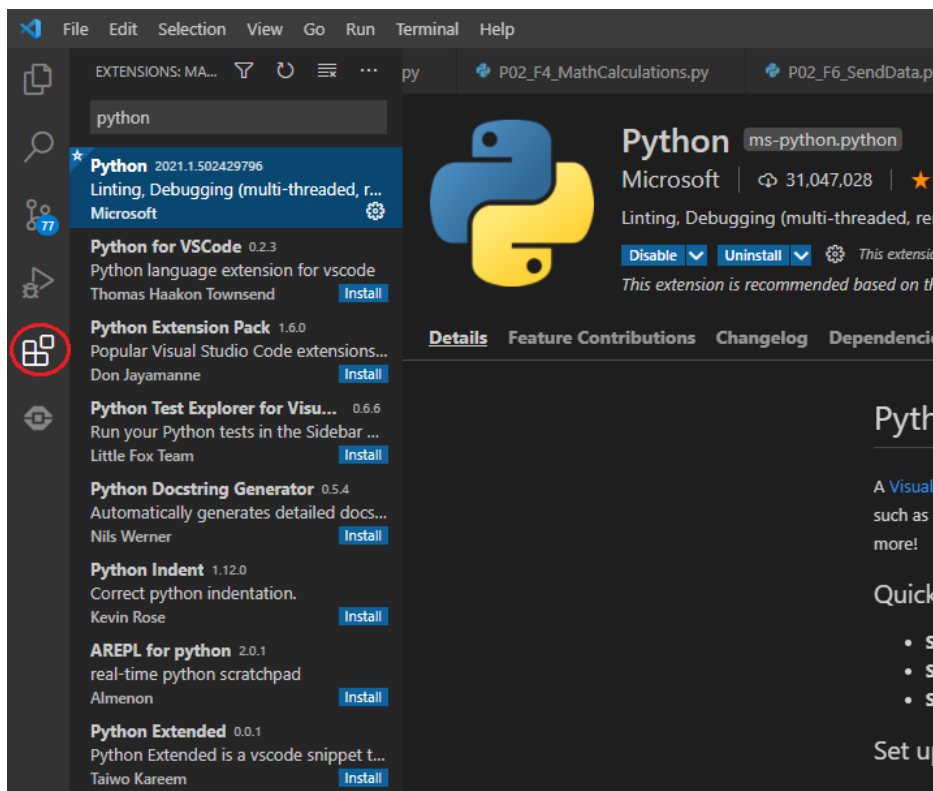 File Edit Selection View Go Run Terminal Help
EXTENSIONS: MA... ...
py P02_F4_MathCalculations.py P02_F6_SendData.p
python
Python 2021.1.502429796
Linting, Debugging (multi-threaded, r...
Microsoft
77
Python for VSCode 0.2.3
Python language extension for vscode
Thomas Haakon Townsend Install
Python Extension Pack 1.6.0
Popular Visual Studio Code extensions...
Don Jayamanne Install
Python Test Explorer for Visu... 0.6.6
Run your Python tests in the Sidebar ...
Little Fox Team Install
Python Docstring Generator 0.5.4
Automatically generates detailed docs...
Nils Werner Install
Python Indent 1.12.0
Correct python indentation.
Kevin Rose Install
AREPL for python 2.0.1
real-time python scratchpad
Almenon Install
Python Extended 0.0.1
Python Extended is a vscode snippet t...
Taiwo Kareem Install
Python ms-python.python
Microsoft 31,047,028
Linting, Debugging (multi-threaded, re
Disable Uninstall This extensi
This extension is recommended based on th
Details Feature Contributions Changelog Dependenci
Pyth
A Visual
such as
more!
Quick
S
S
S
Set u